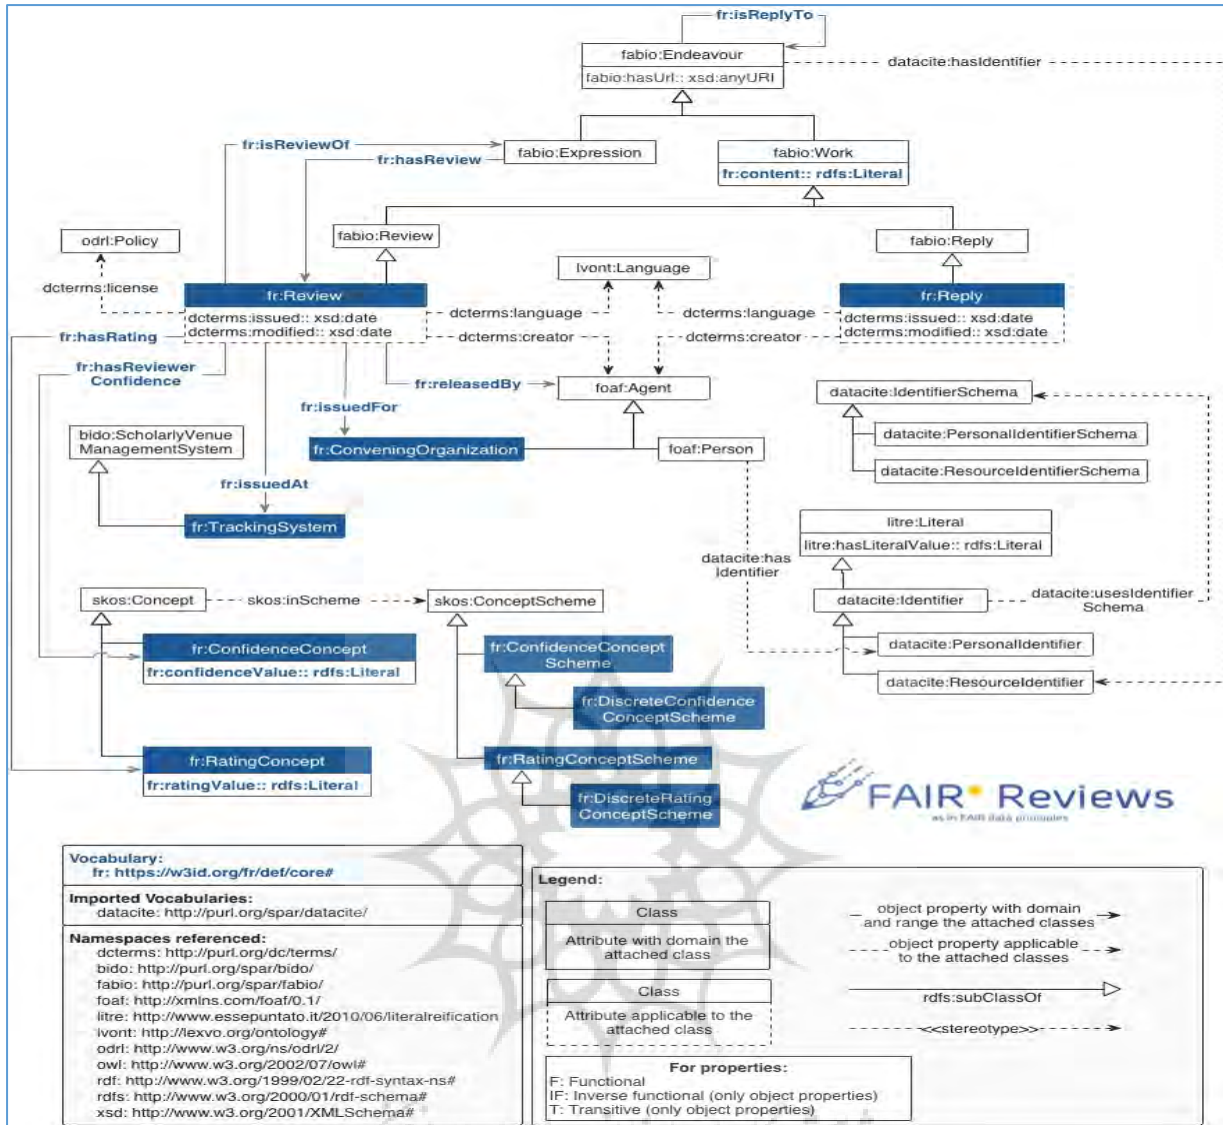 fr:isReplyTo
fabio:Endeavour
fabio:hasUrl:: xsd:anyURI
datacite:hasIdentifier
fr:isReviewOf
fr:hasReview
fabio:Expression
fabio:Work
fr:content:: rdfs:Literal
odrl:Policy
fabio:Review
fabio:Reply
lvont:Language
dcterms:license
fr:Review
dcterms:issued:: xsd:date
dcterms:modified:: xsd:date
dcterms:language
dcterms:creator
dcterms:language
dcterms:creator
fr:Reply
dcterms:issued:: xsd:date
dcterms:modified:: xsd:date
fr:hasRating
fr:hasReviewer
Confidence
fr:releasedBy
foaf:Agent
fr:issuedFor
datacite:IdentifierSchema
datacite:PersonalIdentifierSchema
datacite:ResourceIdentifierSchema
bido:ScholarlyVenue
ManagementSystem
fr:ConveningOrganization
foaf:Person
fr:issuedAt
fr:TrackingSystem
litre:Literal
litre:hasLiteralValue:: rdfs:Literal
datacite:has
Identifier
skos:Concept
skos:inScheme
skos:ConceptScheme
datacite:Identifier
datacite:usesIdentifier
Schema
datacite:PersonalIdentifier
datacite:ResourceIdentifier
fr:ConfidenceConcept
fr:confidenceValue:: rdfs:Literal
fr:ConfidenceConcept
Scheme
fr:DiscreteConfidence
ConceptScheme
fr:RatingConcept
fr:ratingValue:: rdfs:Literal
fr:RatingConceptScheme
fr:DiscreteRating
ConceptScheme
FAIR Reviews
as in FAIR data principles
Vocabulary:
fr: https://w3id.org/fr/def/core#
Imported Vocabularies:
datacite: http://purl.org/spar/datacite/
Namespaces referenced:
dcterms: http://purl.org/dc/terms/
bido: http://purl.org/spar/bido/
fabio: http://purl.org/spar/fabio/
foaf: http://xmlns.com/foaf/0.1/
litre: http://www.essepuntato.it/2010/06/literalreification
lvont: http://lexvo.org/ontology#
odrl: http://www.w3.org/ns/odrl/2/
owl: http://www.w3.org/2002/07/owl#
rdf: http://www.w3.org/1999/02/22-rdf-syntax-ns#
rdfs: http://www.w3.org/2000/01/rdf-schema#
xsd: http://www.w3.org/2001/XMLSchema#
Legend:
Class
Attribute with domain the
attached class
Class
Attribute applicable to the
attached class
object property with domain
and range the attached classes
object property applicable
to the attached classes
rdfs:subClassOf
<<stereotype>>
For properties:
F: Functional
IF: Inverse functional (only object properties)
T: Transitive (only object properties)